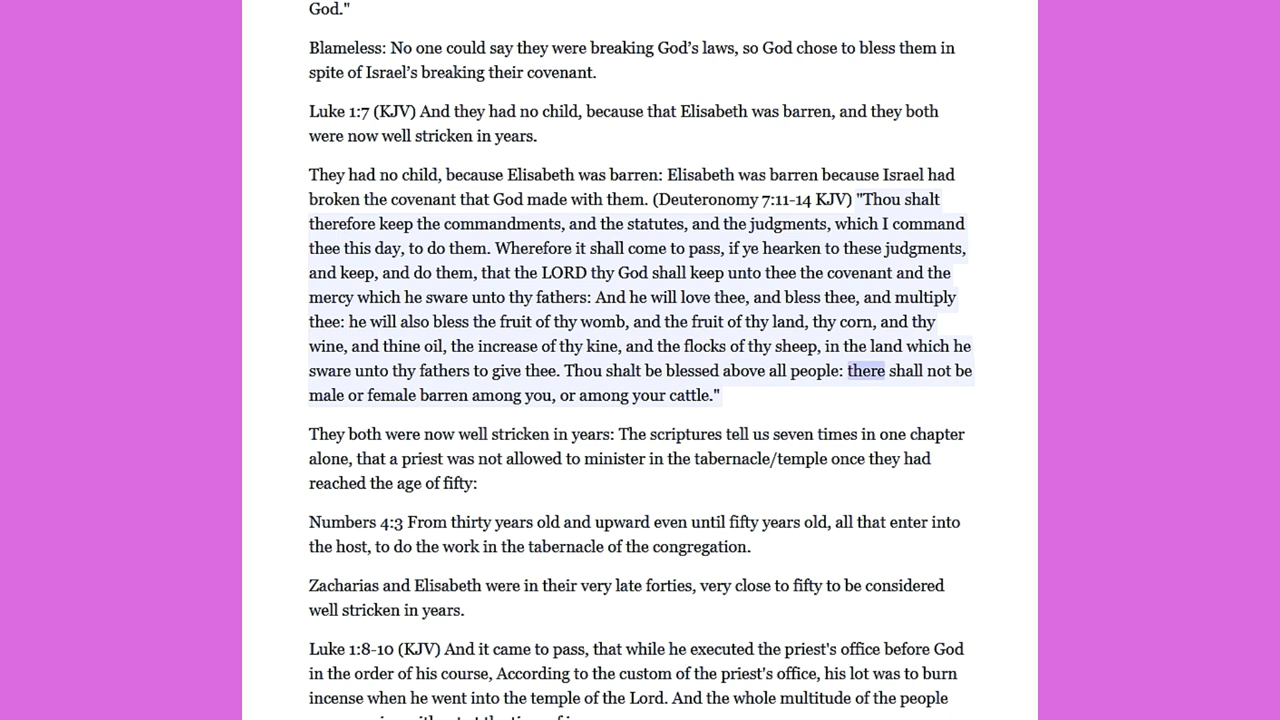 God."
Blameless: No one could say they were breaking God’s laws, so God chose to bless them in
spite of Israel’s breaking their covenant.
Luke 1:7 (KJV) And they had no child, because that Elisabeth was barren, and they both
were now well stricken in years.
They had no child, because Elisabeth was barren: Elisabeth was barren because Israel had
broken the covenant that God made with them. (Deuteronomy 7:11-14 KJV) "Thou shalt
therefore keep the commandments, and the statutes, and the judgments, which I command
thee this day, to do them. Wherefore it shall come to pass, if ye hearken to these judgments,
and keep, and do them, that the LORD thy God shall keep unto thee the covenant and the
mercy which he sware unto thy fathers: And he will love thee, and bless thee, and multiply
thee: he will also bless the fruit of thy womb, and the fruit of thy land, thy corn, and thy
wine, and thine oil, the increase of thy kine, and the flocks of thy sheep, in the land which he
sware unto thy fathers to give thee. Thou shalt be blessed above all people: there shall not be
male or female barren among you, or among your cattle."
They both were now well stricken in years: The scriptures tell us seven times in one chapter
alone, that a priest was not allowed to minister in the tabernacle/temple once they had
reached the age of fifty:
Numbers 4:3 From thirty years old and upward even until fifty years old, all that enter into
the host, to do the work in the tabernacle of the congregation.
Zacharias and Elisabeth were in their very late forties, very close to fifty to be considered
well stricken in years.
Luke 1:8-10 (KJV) And it came to pass, that while he executed the priest's office before God
in the order of his course, According to the custom of the priest's office, his lot was to burn
incense when he went into the temple of the Lord. And the whole multitude of the people